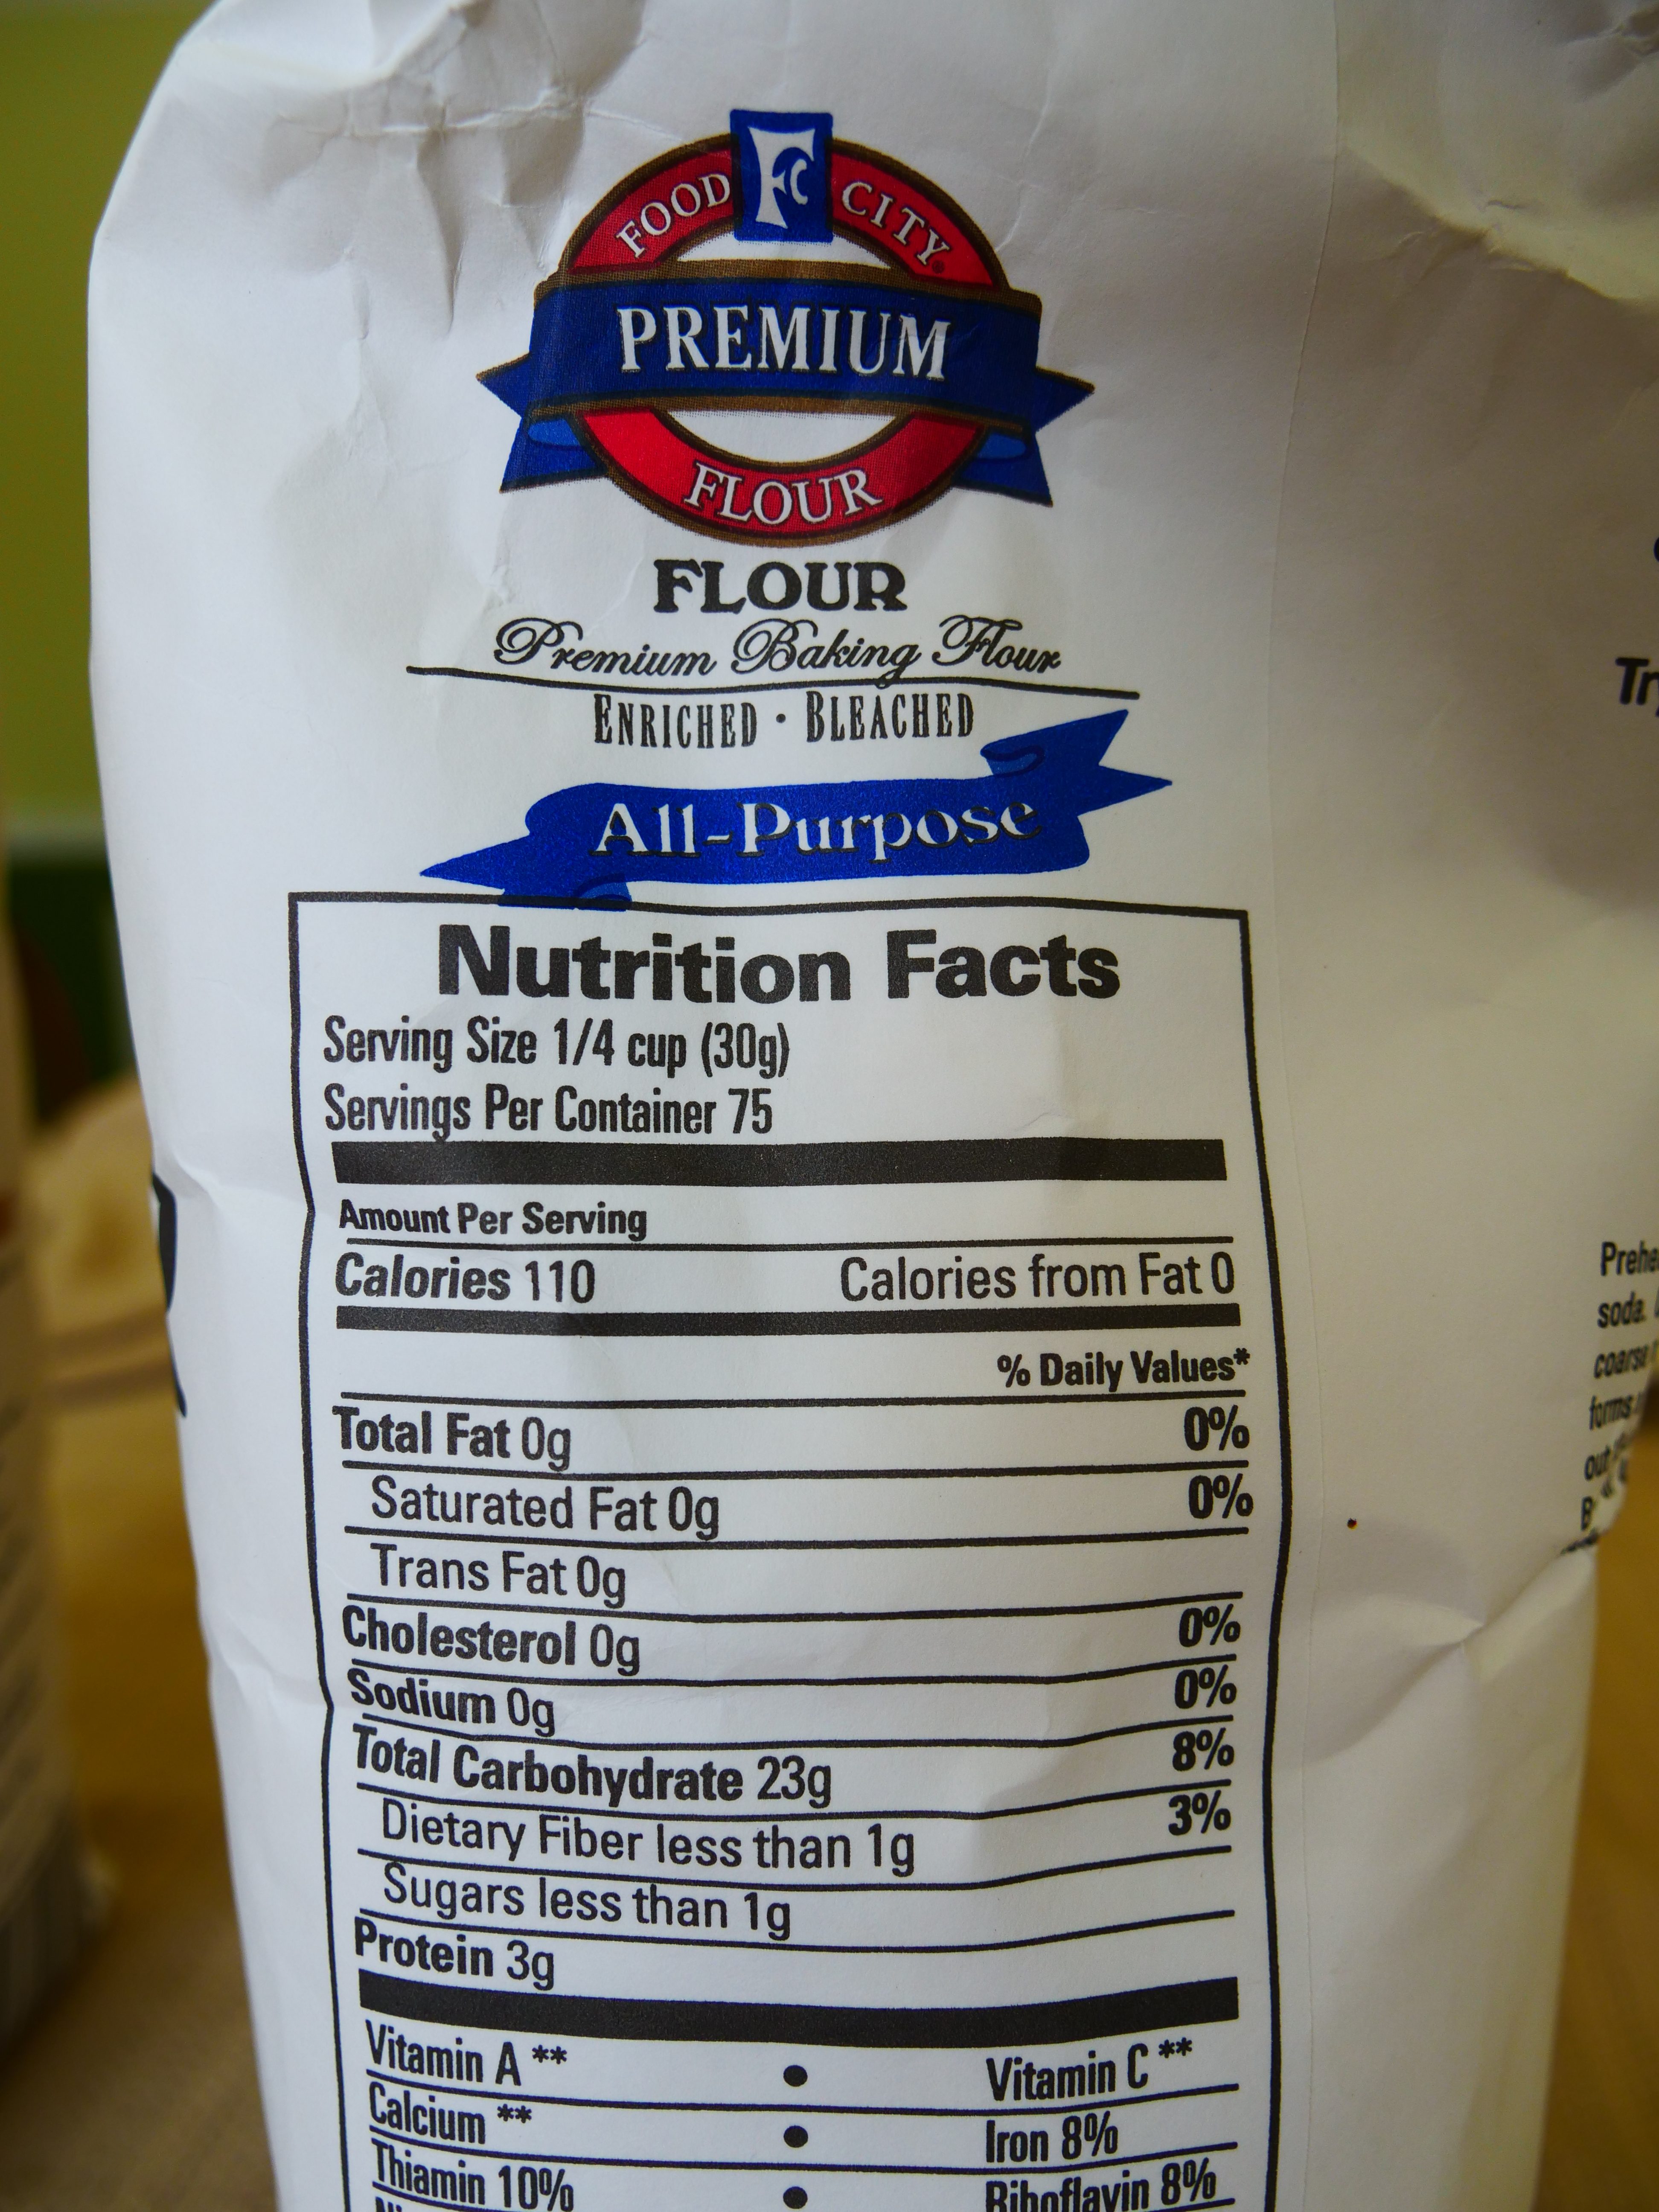 FC
FOOD CITY
PREMIUM
FLOUR
FLOUR
Premium Baking Flour
ENRICHED · BLEACHED
All-Purpose
Nutrition Facts
Serving Size 1/4 cup (30g)
Servings Per Container 75
Amount Per Serving
Calories 110 Calories from Fat 0
% Daily Values*
Total Fat 0g 0%
Saturated Fat 0g 0%
Trans Fat 0g
Cholesterol 0g 0%
Sodium 0g 0%
Total Carbohydrate 23g 8%
Dietary Fiber less than 1g 3%
Sugars less than 1g
Protein 3g
Vitamin A ** • Vitamin C **
Calcium ** • Iron 8%
Thiamin 10% • Riboflavin 8%
soda.